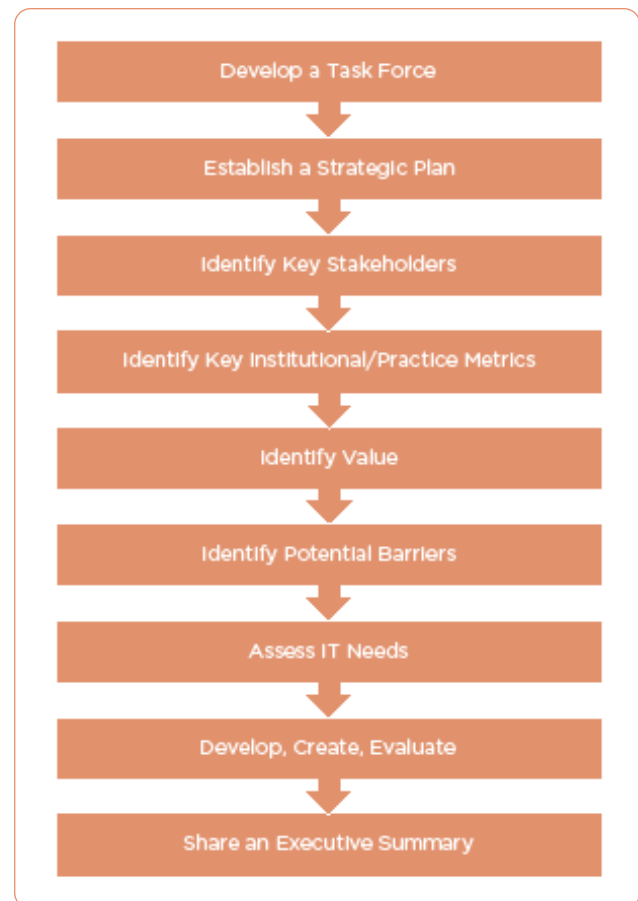 Develop a Task Force
Establish a Strategic Plan
Identify Key Stakeholders
Identify Key Institutional/Practice Metrics
Identify Value
Identify Potential Barriers
Assess IT Needs
Develop, Create, Evaluate
Share an Executive Summary